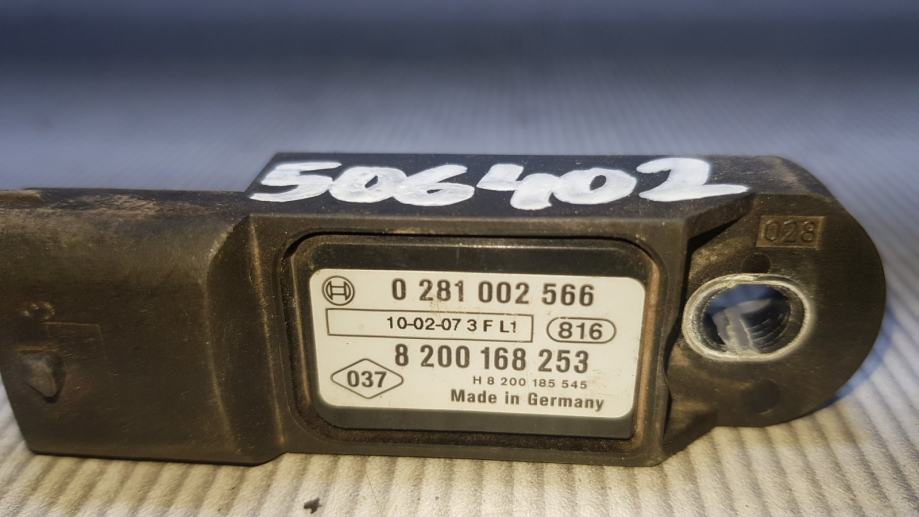 506402
028
0 281 002 566
10-02-07 3 F L1 816
8 200 168 253
037
H 8 200 185 545
Made in Germany